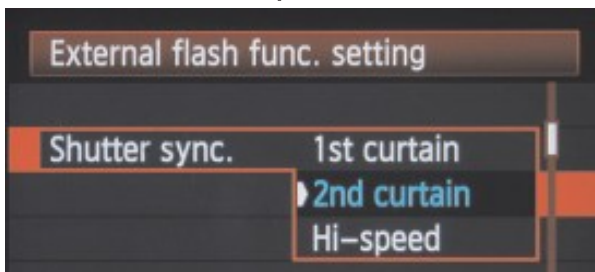 External flash func. setting
Shutter sync. 1st curtain
2nd curtain
Hi-speed